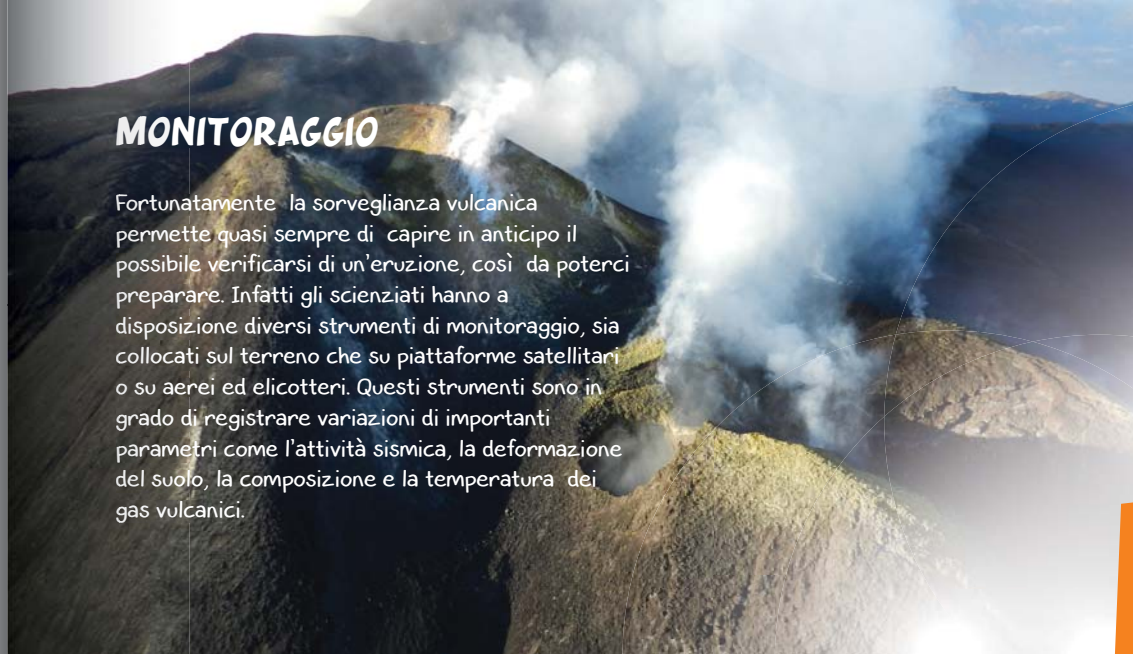 MONITORAGGIO
Fortunatamente la sorveglianza vulcanica
permette quasi sempre di capire in anticipo il
possibile verificarsi di un'eruzione, così da poterci
preparare. Infatti gli scienziati hanno a
disposizione diversi strumenti di monitoraggio, sia
collocati sul terreno che su piattaforme satellitari
o su aerei ed elicotteri. Questi strumenti sono in
grado di registrare variazioni di importanti
parametri come l'attività sismica, la deformazione
del suolo, la composizione e la temperatura dei
gas vulcanici.